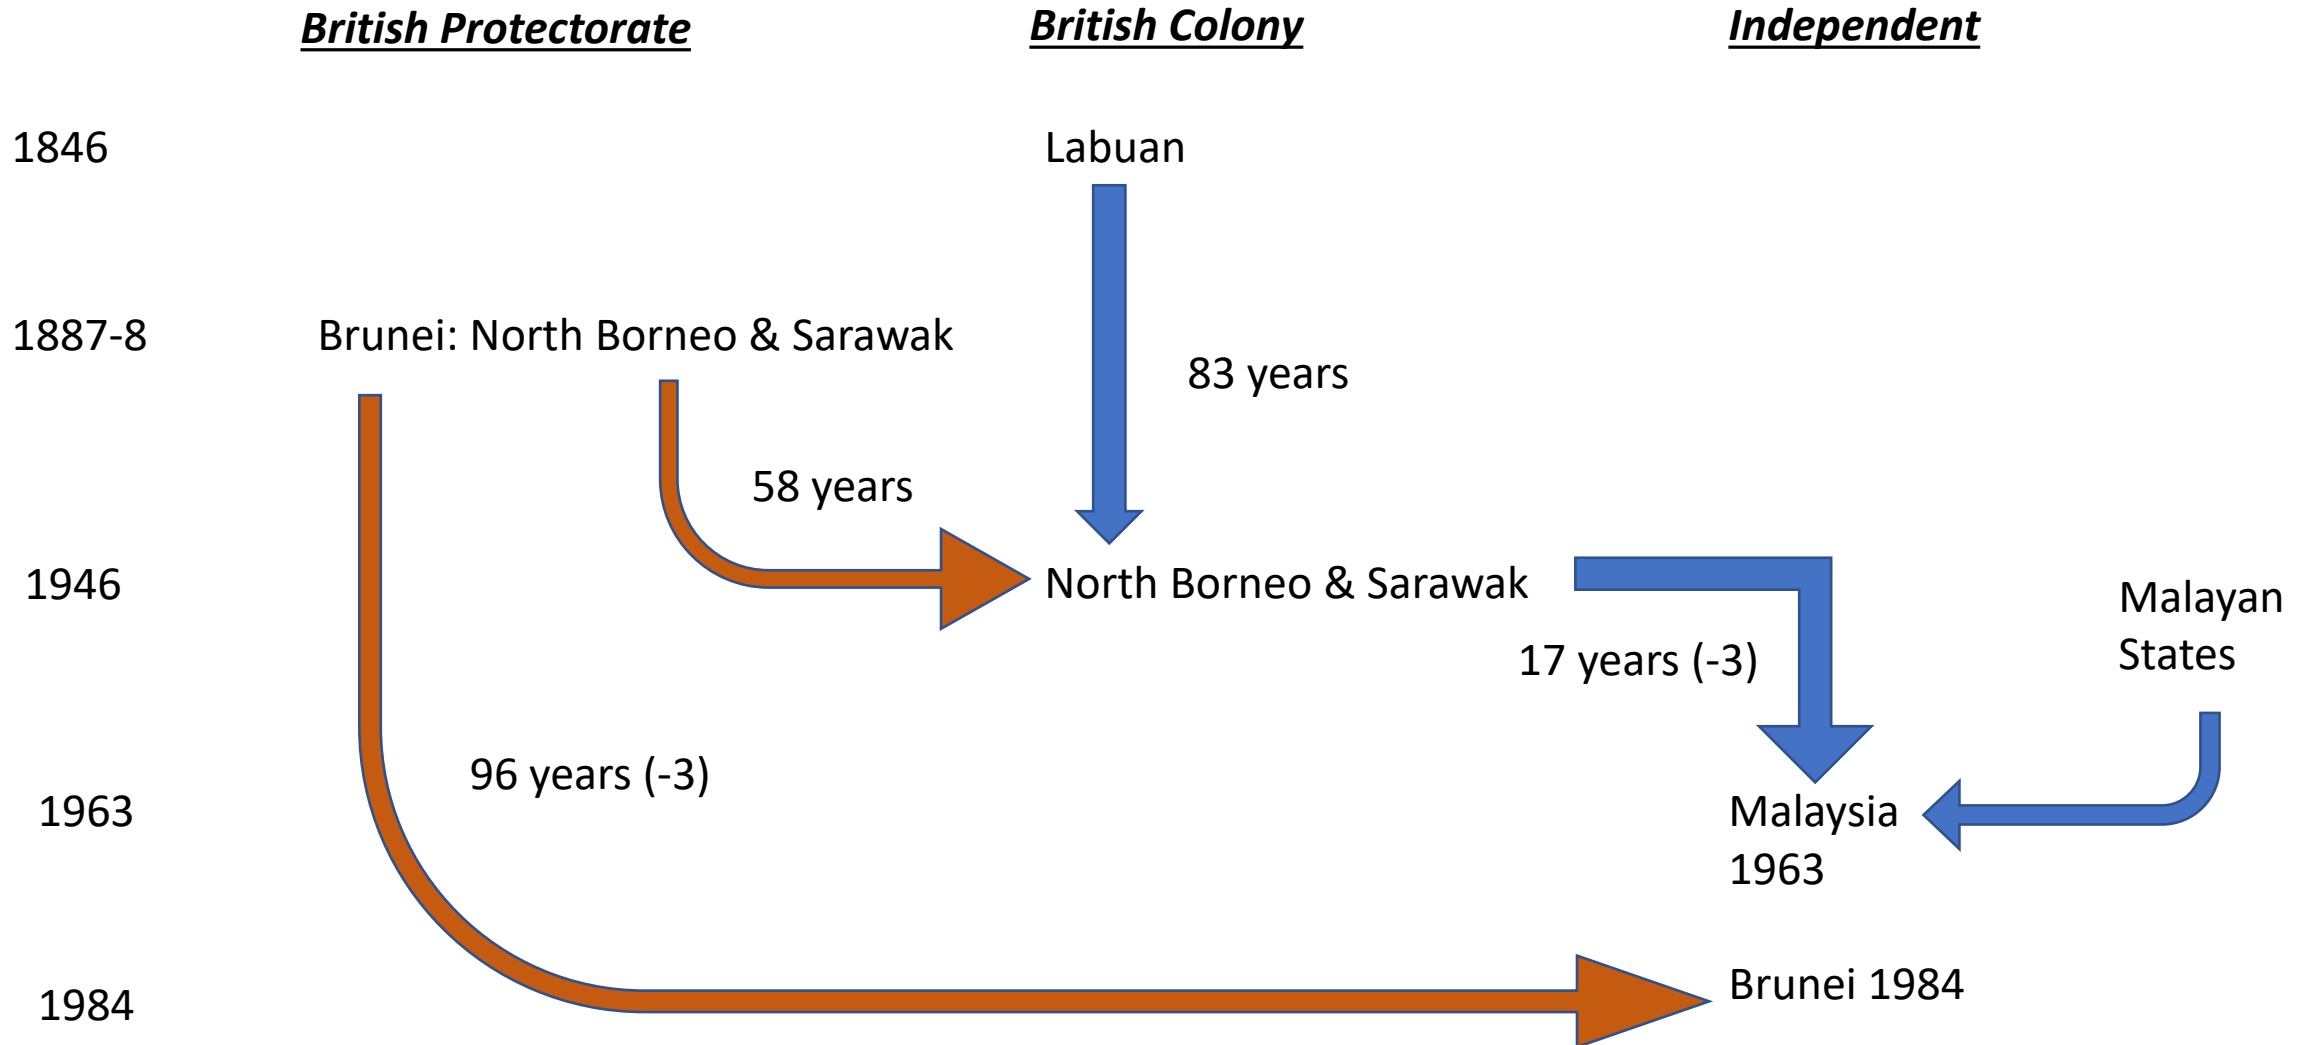 British Protectorate
British Colony
Independent
1846
Labuan
1887-8
Brunei: North Borneo & Sarawak
83 years
58 years
1946
North Borneo & Sarawak
Malayan
States
17 years (-3)
96 years (-3)
1963
Malaysia
1963
Brunei 1984
1984